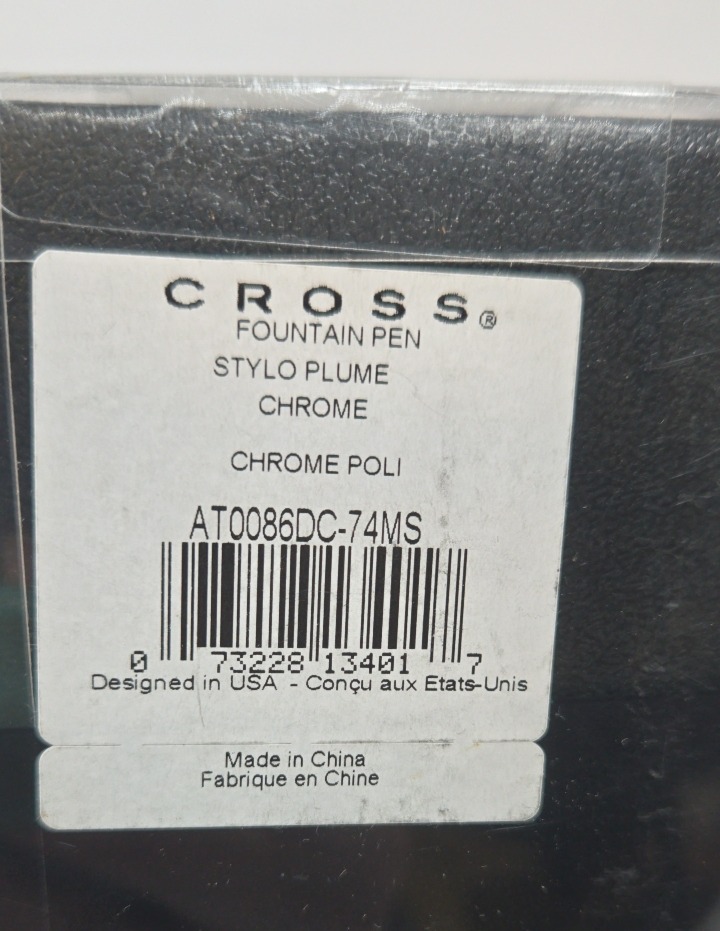 CROSS®
FOUNTAIN PEN
STYLO PLUME
CHROME
CHROME POLI
AT0086DC-74MS
0 73228 13401 7
Designed in USA - Conçu aux Etats-Unis
Made in China
Fabrique en Chine